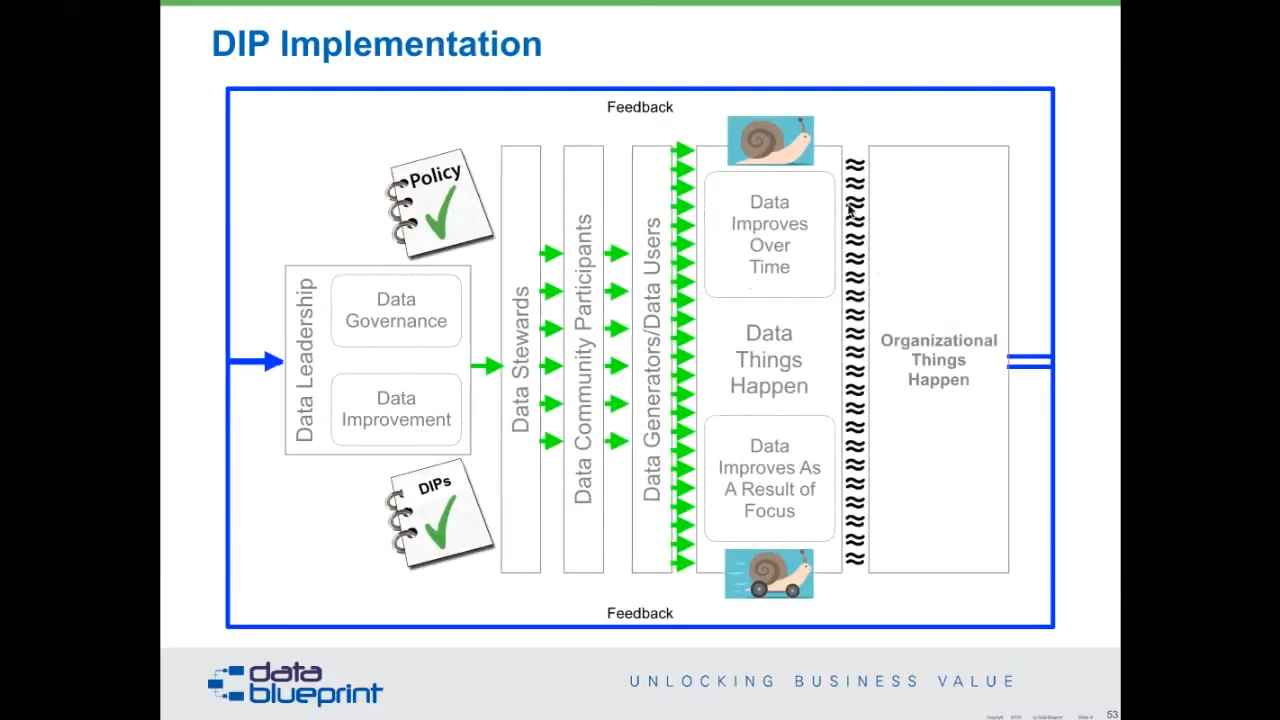 DIP Implementation
Feedback
Policy
Data Leadership
Data
Governance
Data
Improvement
DIPs
Data Stewards
Data Community Participants
Data Generators/Data Users
Data
Improves
Over
Time
Data
Things
Happen
Data
Improves As
A Result of
Focus
Organizational
Things
Happen
Feedback
data
blueprint
UNLOCKING BUSINESS VALUE
53